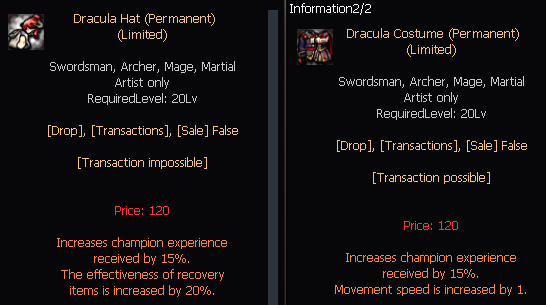 Dracula Hat (Permanent)
(Limited)
Swordsman, Archer, Mage, Martial
Artist only
RequiredLevel: 20Lv
[Drop], [Transactions], [Sale] False
[Transaction impossible]
Price: 120
Increases champion experience
received by 15%.
The effectiveness of recovery
items is increased by 20%.
Information2/2
Dracula Costume (Permanent)
(Limited)
Swordsman, Archer, Mage, Martial
Artist only
RequiredLevel: 20Lv
[Drop], [Transactions], [Sale] False
[Transaction possible]
Price: 120
Increases champion experience
received by 15%.
Movement speed is increased by 1.